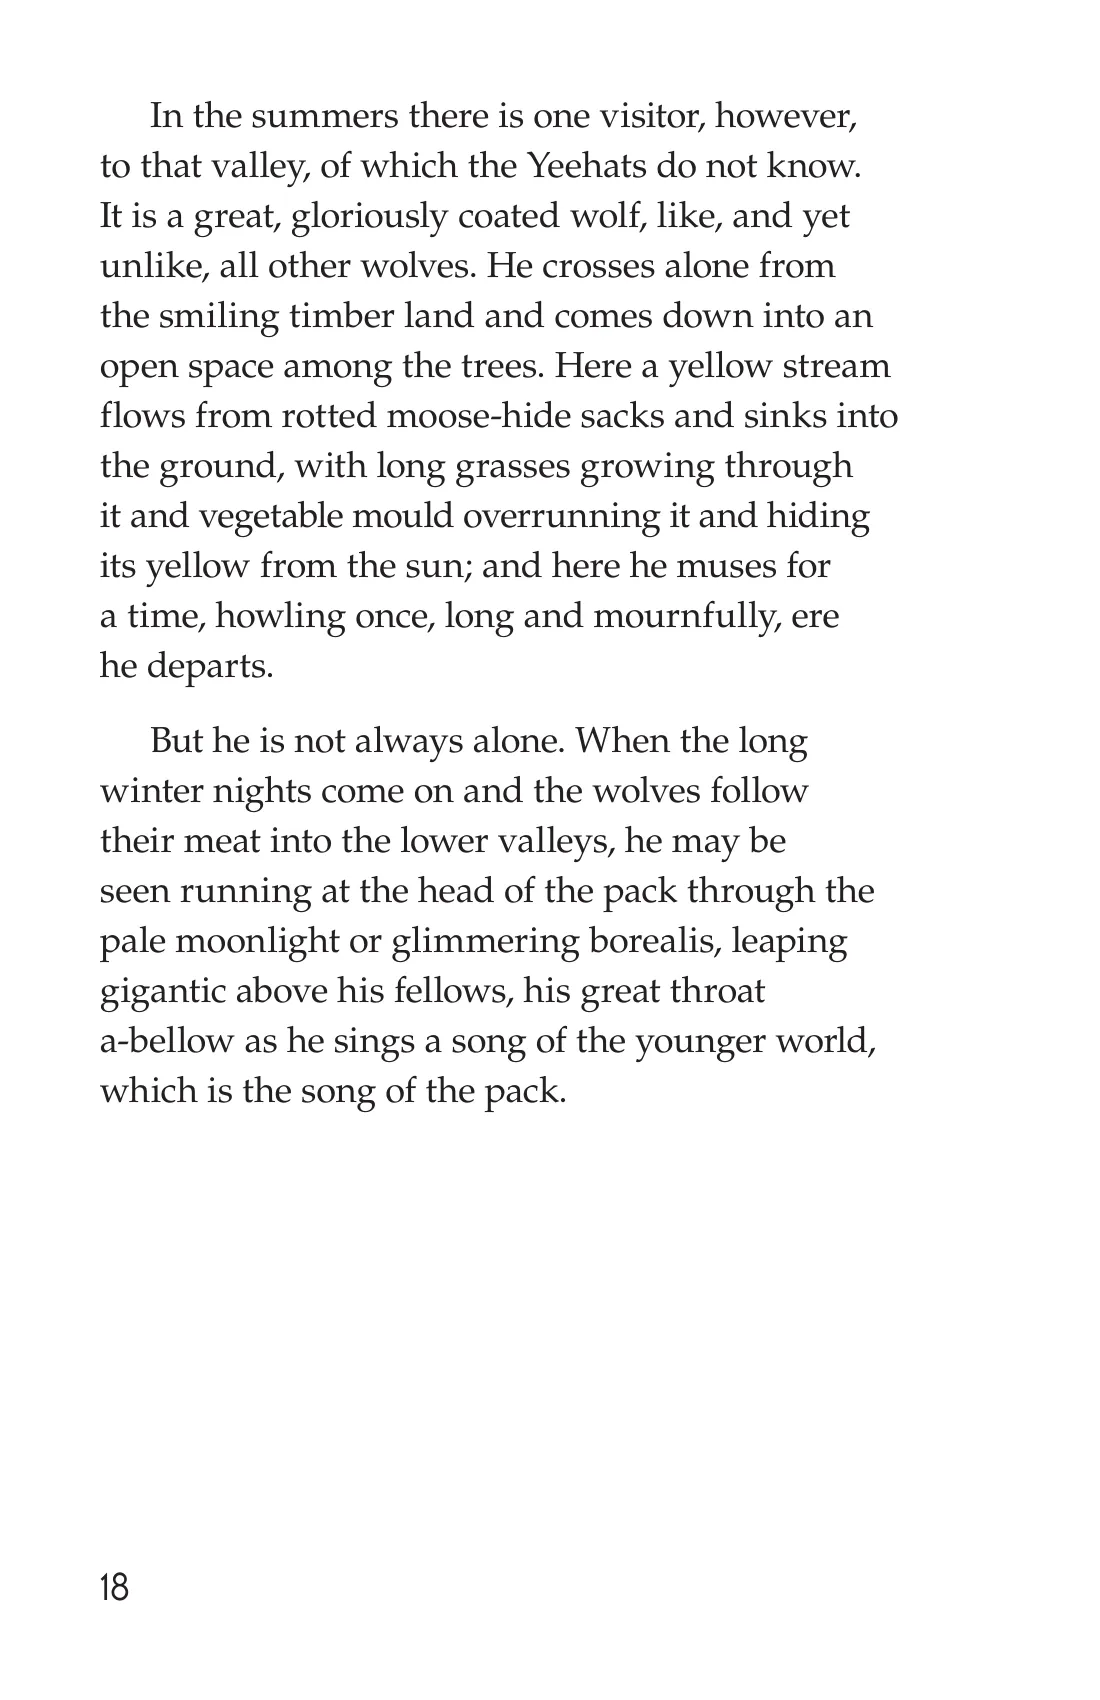 In the summers there is one visitor, however,
to that valley, of which the Yeehats do not know.
It is a great, gloriously coated wolf, like, and yet
unlike, all other wolves. He crosses alone from
the smiling timber land and comes down into an
open space among the trees. Here a yellow stream
flows from rotted moose-hide sacks and sinks into
the ground, with long grasses growing through
it and vegetable mould overrunning it and hiding
its yellow from the sun; and here he muses for
a time, howling once, long and mournfully, ere
he departs.
But he is not always alone. When the long
winter nights come on and the wolves follow
their meat into the lower valleys, he may be
seen running at the head of the pack through the
pale moonlight or glimmering borealis, leaping
gigantic above his fellows, his great throat
a-bellow as he sings a song of the younger world,
which is the song of the pack.
18